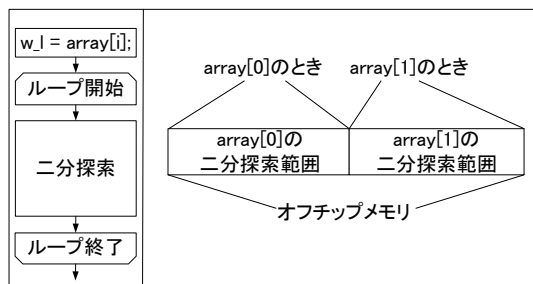 w_l = array[i];
ループ開始
二分探索
ループ終了
array[0]のとき
array[1]のとき
array[0]の
二分探索範囲
array[1]の
二分探索範囲
オフチップメモリ